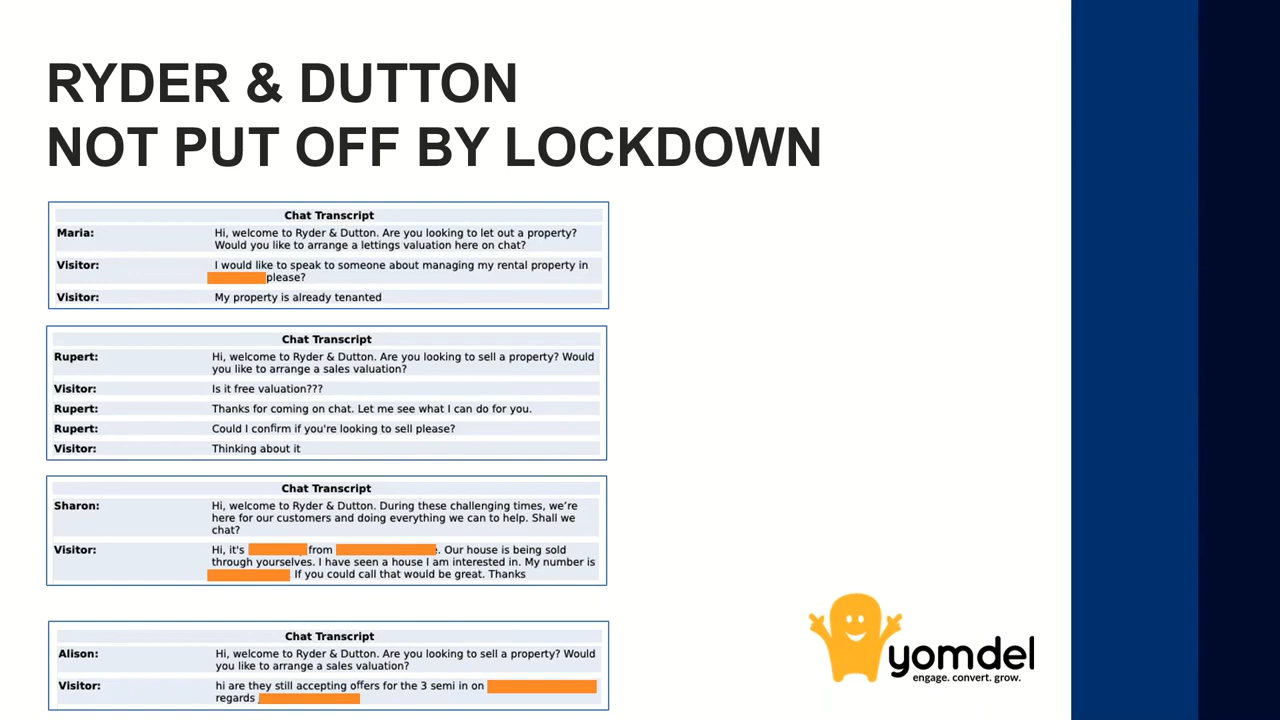 RYDER & DUTTON
NOT PUT OFF BY LOCKDOWN
Chat Transcript
Maria: Hi, welcome to Ryder & Dutton. Are you looking to let out a property?
Would you like to arrange a lettings valuation here on chat?
Visitor: I would like to speak to someone about managing my rental property in
please?
Visitor: My property is already tenanted
Chat Transcript
Rupert: Hi, welcome to Ryder & Dutton. Are you looking to sell a property? Would
you like to arrange a sales valuation?
Visitor: Is it free valuation???
Rupert: Thanks for coming on chat. Let me see what I can do for you.
Rupert: Could I confirm if you're looking to sell please?
Visitor: Thinking about it
Chat Transcript
Sharon: Hi, welcome to Ryder & Dutton. During these challenging times, we’re
here for our customers and doing everything we can to help. Shall we
chat?
Visitor: Hi, it's from . Our house is being sold
through yourselves. I have seen a house I am interested in. My number is
If you could call that would be great. Thanks
Chat Transcript
Alison: Hi, welcome to Ryder & Dutton. Are you looking to sell a property? Would
you like to arrange a sales valuation?
Visitor: hi are they still accepting offers for the 3 semi in on
regards
yomdel
engage. convert. grow.